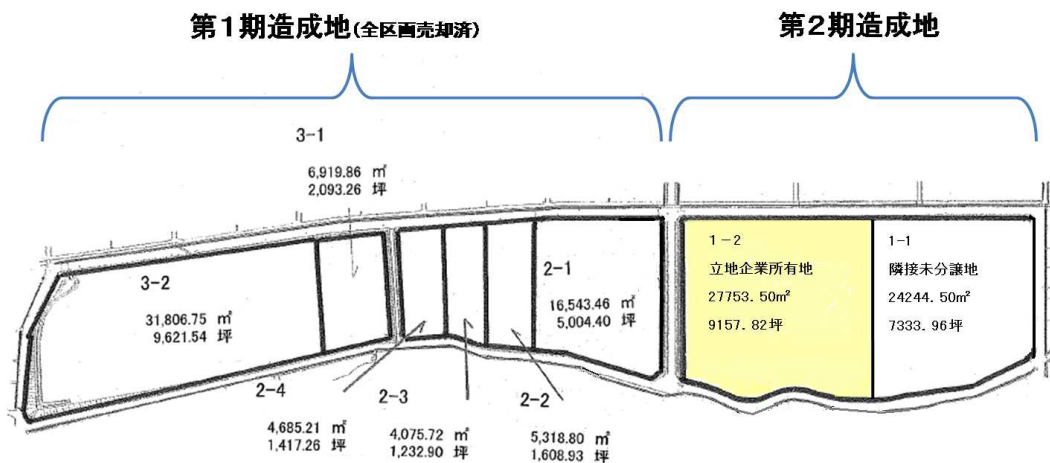 第1期造成地(全区画売却済)
第2期造成地
3-1
6,919.86 ㎡
2,093.26 坪
3-2
31,806.75 ㎡
9,621.54 坪
2-4
4,685.21 ㎡
1,417.26 坪
2-3
4,075.72 ㎡
1,232.90 坪
2-2
5,318.80 ㎡
1,608.93 坪
2-1
16,543.46 ㎡
5,004.40 坪
1-2
立地企業所有地
27753.50㎡
9157.82坪
1-1
隣接未分譲地
24244.50㎡
7333.96坪